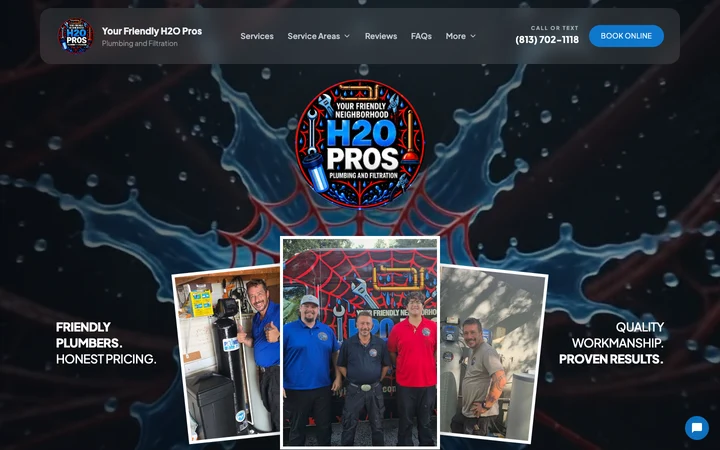 Your Friendly H2O Pros
Plumbing and Filtration
Services
Service Areas
Reviews
FAQs
More
CALL OR TEXT
(813) 702-1118
BOOK ONLINE
YOUR FRIENDLY
NEIGHBORHOOD
H2O
PROS
PLUMBING AND FILTRATION
FRIENDLY
PLUMBERS.
HONEST PRICING.
QUALITY
WORKMANSHIP.
PROVEN RESULTS.